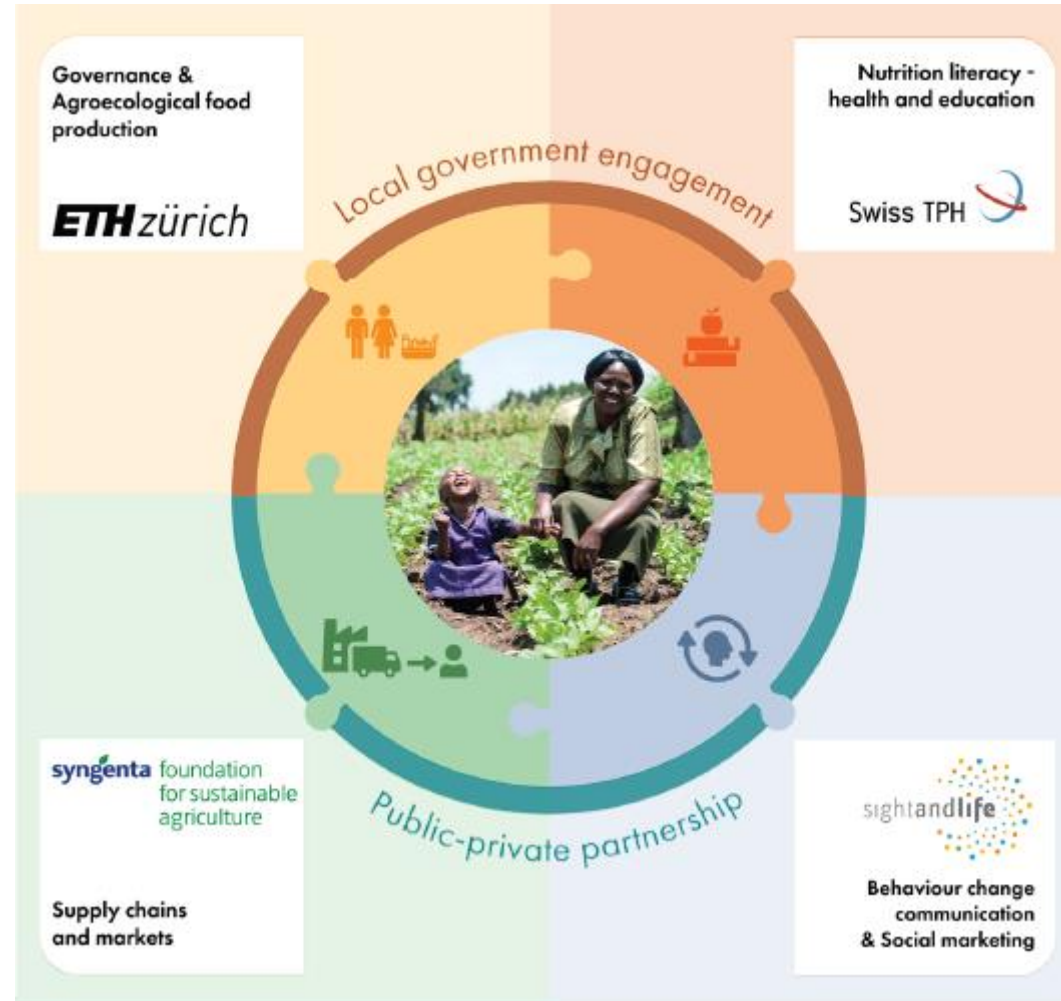 Governance &
Agroecological food
production
ETH zürich
Nutrition literacy -
health and education
Swiss TPH
Local government engagement
Public-private partnership
syngenta foundation
for sustainable
agriculture
Supply chains
and markets
sightandlife
Behaviour change
communication
& Social marketing